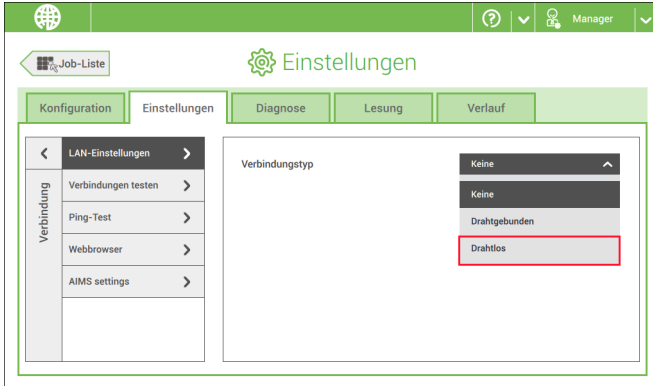 Manager
Job-Liste
Einstellungen
Konfiguration
Einstellungen
Diagnose
Lesung
Verlauf
Verbindung
LAN-Einstellungen
Verbindungen testen
Ping-Test
Webbrowser
AIMS settings
Verbindungstyp
Keine
Keine
Drahtgebunden
Drahtlos